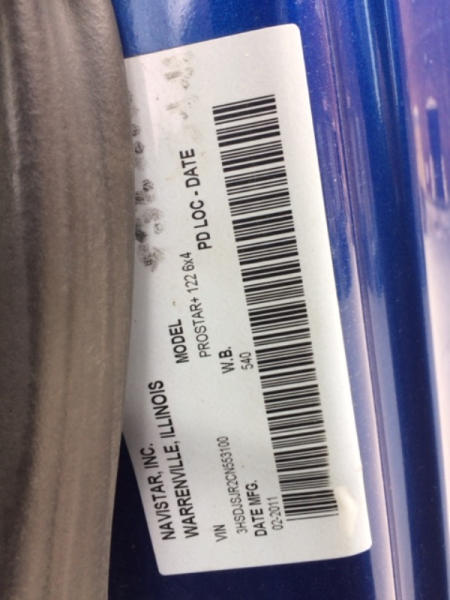 NAVISTAR, INC.
WARRENVILLE, ILLINOIS
MODEL
PROSTAR+ 122 6x4
PD LOC - DATE
VIN
3HSDJSJR2CN553100
W.B.
540
DATE MFG.
02-2011